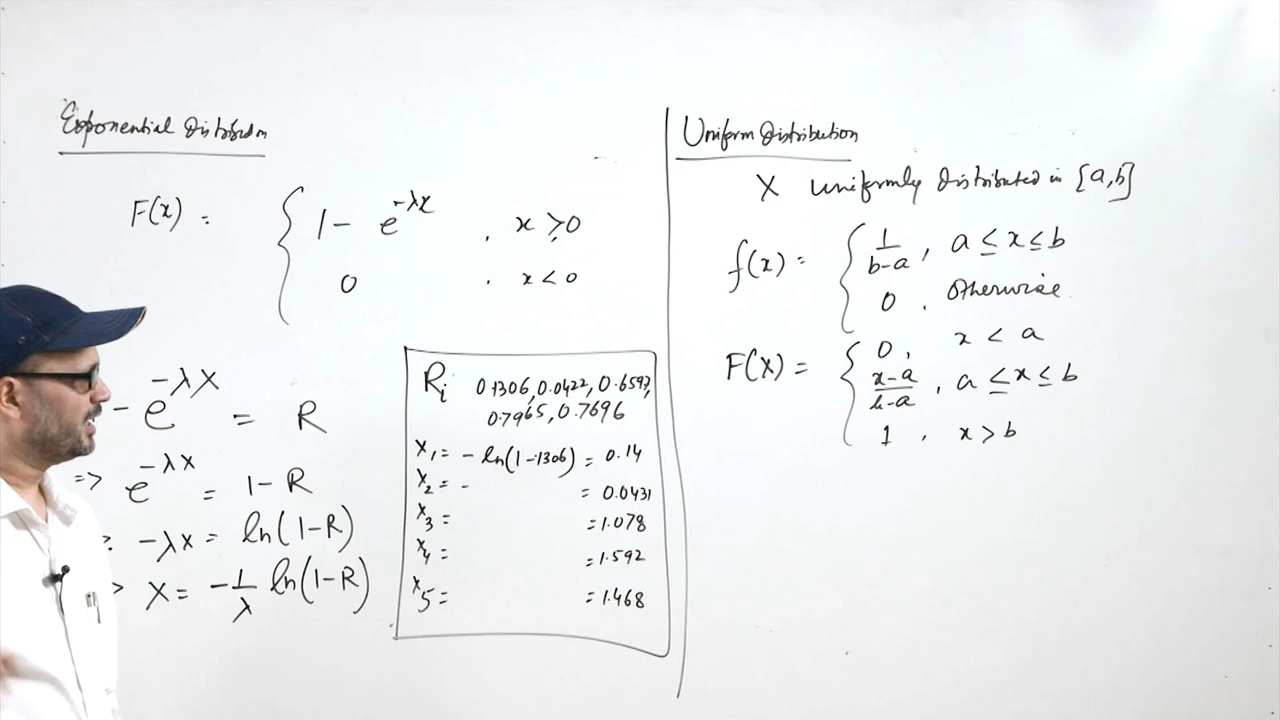 Exponential Distribution
F(x) = { 1 - e^-λx , x ≥ 0
0 , x < 0
- e^-λX = R
=> e^-λX = 1-R
-λX = ln(1-R)
X = -1/λ ln(1-R)
Ri 0.1306, 0.0422, 0.6597,
0.7965, 0.7696
X1 = - ln(1-.1306) = 0.14
X2 = - = 0.0431
X3 = = 1.078
X4 = = 1.592
X5 = = 1.468
Uniform Distribution
X uniformly distributed in [a,b]
f(x) = { 1/b-a , a ≤ x ≤ b
0 . Otherwise
F(X) = { 0, x < a
x-a/b-a , a ≤ x ≤ b
1 , x > b